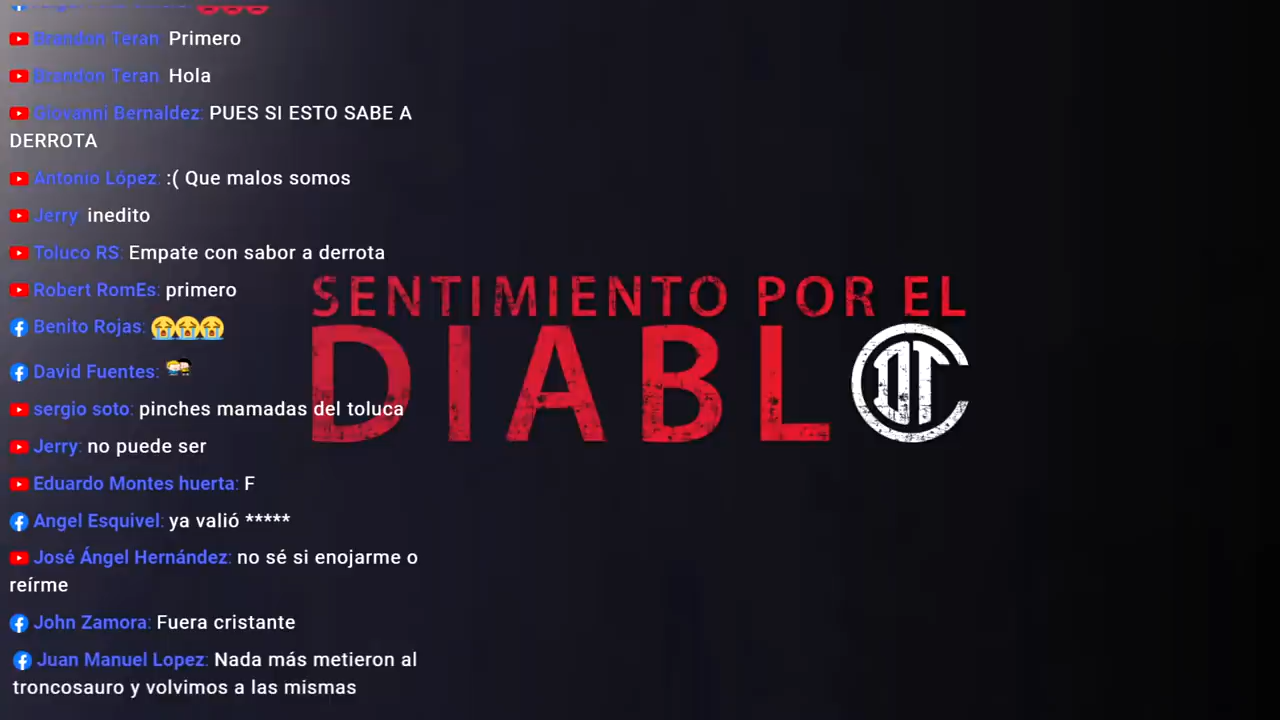 Brandon Teran: Primero
Brandon Teran: Hola
Giovanni Bernaldez: PUES SI ESTO SABE A
DERROTA
Antonio López: :( Que malos somos
Jerry: inedito
Toluco RS: Empate con sabor a derrota
Robert RomEs: primero
Benito Rojas: 😭😭😭
David Fuentes:
sergio soto: pinches mamadas del toluca
Jerry: no puede ser
Eduardo Montes huerta: F
Angel Esquivel: ya valió *****
José Ángel Hernández: no sé si enojarme o
reírme
John Zamora: Fuera cristante
Juan Manuel Lopez: Nada más metieron al
troncosauro y volvimos a las mismas
SENTIMIENTO POR EL
DIABLO